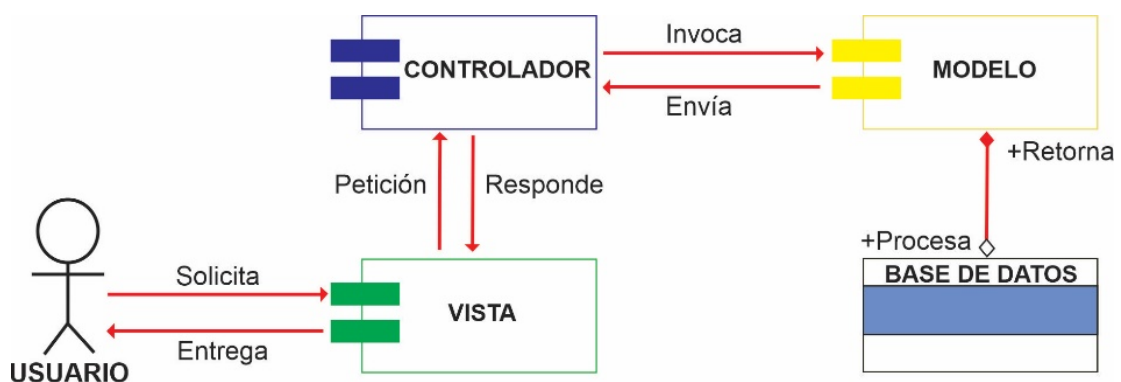 Invoca
CONTROLADOR
MODELO
Envía
+Retorna
Petición
Responde
+Procesa
BASE DE DATOS
Solicita
VISTA
Entrega
USUARIO